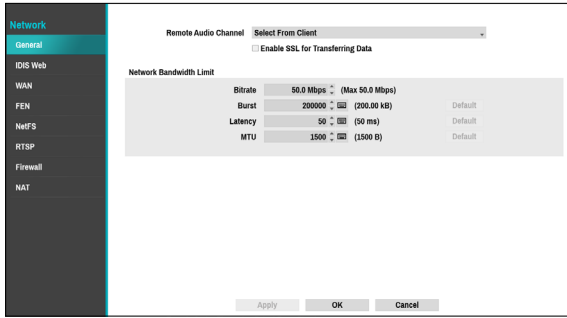 Network
General
IDIS Web
WAN
FEN
NetFS
RTSP
Firewall
NAT
Remote Audio Channel Select From Client
Enable SSL for Transferring Data
Network Bandwidth Limit
Bitrate 50.0 Mbps (Max 50.0 Mbps)
Burst 200000 (200.00 kB) Default
Latency 50 (50 ms) Default
MTU 1500 (1500 B) Default
Apply OK Cancel